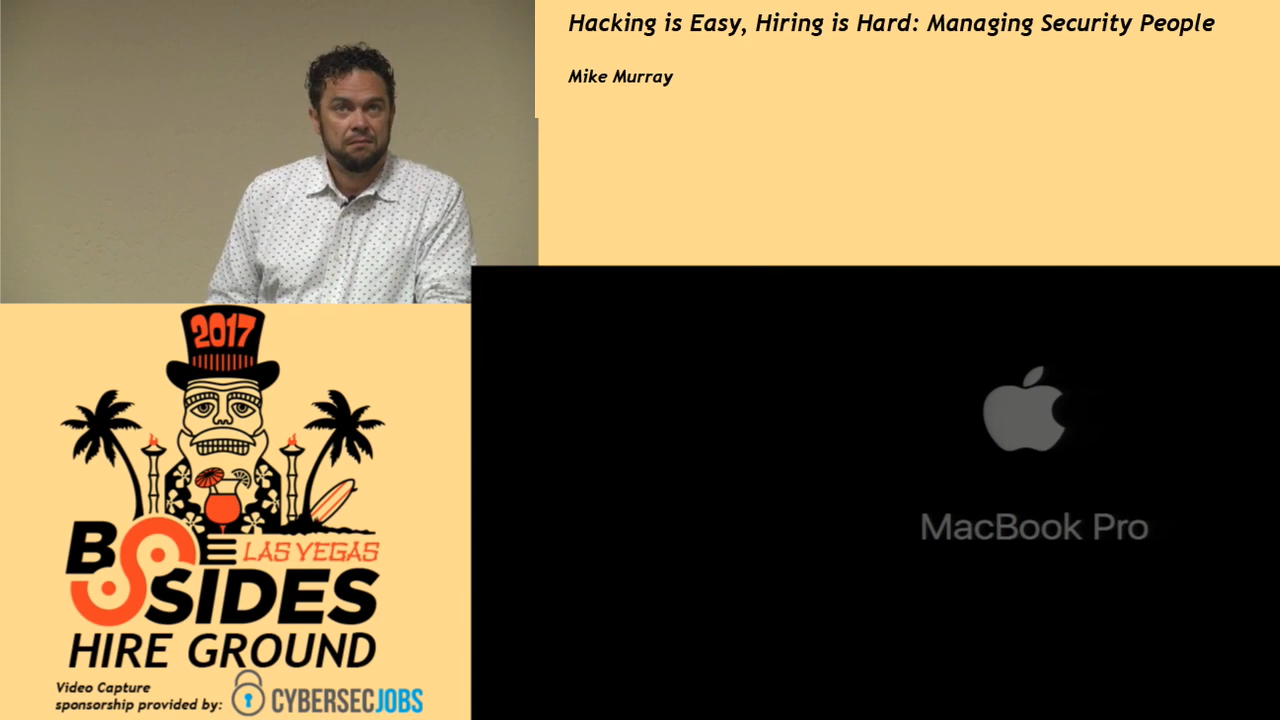 Hacking is Easy, Hiring is Hard: Managing Security People
Mike Murray
2017
MacBook Pro
BSIDES
LAS VEGAS
HIRE GROUND
Video Capture
sponsorship provided by:
CYBERSECJOBS